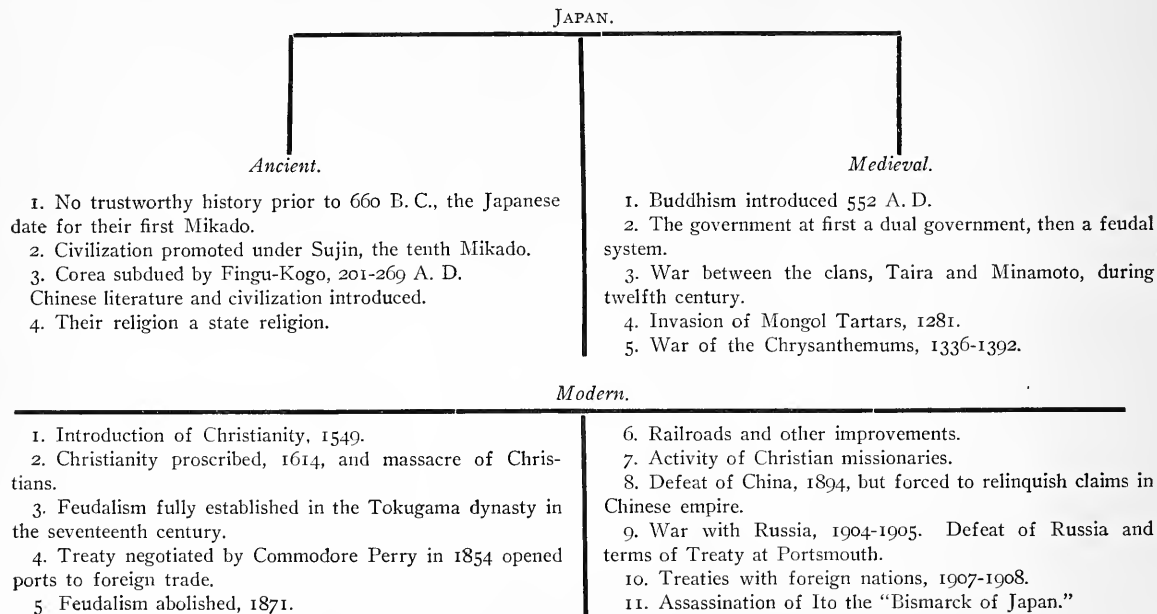 JAPAN.
Ancient.
1. No trustworthy history prior to 660 B. C., the Japanese
date for their first Mikado.
2. Civilization promoted under Sujin, the tenth Mikado.
3. Corea subdued by Fingu-Kogo, 201-269 A. D.
Chinese literature and civilization introduced.
4. Their religion a state religion.
Medieval.
1. Buddhism introduced 552 A. D.
2. The government at first a dual government, then a feudal
system.
3. War between the clans, Taira and Minamoto, during
twelfth century.
4. Invasion of Mongol Tartars, 1281.
5. War of the Chrysanthemums, 1336-1392.
Modern.
1. Introduction of Christianity, 1549.
2. Christianity proscribed, 1614, and massacre of Chris-
tians.
3. Feudalism fully established in the Tokugama dynasty in
the seventeenth century.
4. Treaty negotiated by Commodore Perry in 1854 opened
ports to foreign trade.
5 Feudalism abolished, 1871.
6. Railroads and other improvements.
7. Activity of Christian missionaries.
8. Defeat of China, 1894, but forced to relinquish claims in
Chinese empire.
9. War with Russia, 1904-1905. Defeat of Russia and
terms of Treaty at Portsmouth.
10. Treaties with foreign nations, 1907-1908.
11. Assassination of Ito the "Bismarck of Japan."